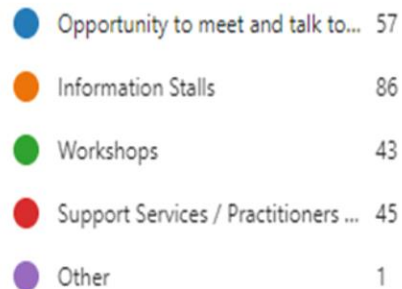 Opportunity to meet and talk to... 57
Information Stalls 86
Workshops 43
Support Services / Practitioners ... 45
Other 1